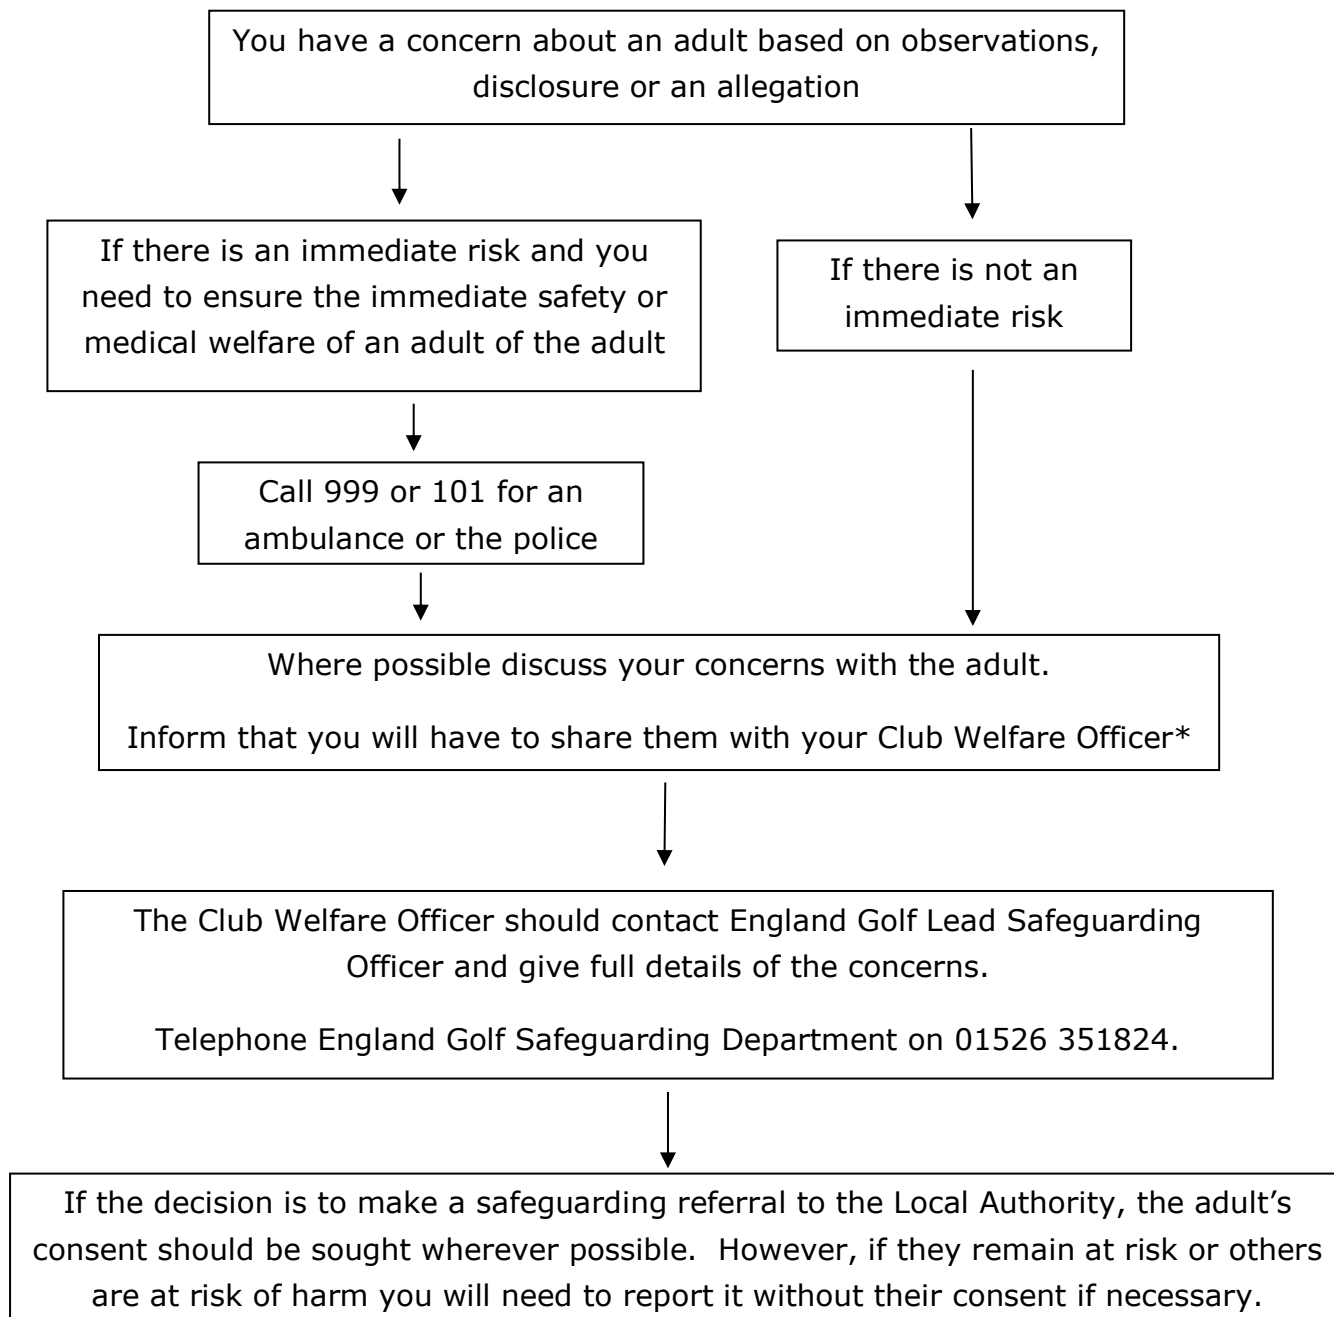 You have a concern about an adult based on observations,
disclosure or an allegation
If there is an immediate risk and you
need to ensure the immediate safety or
medical welfare of an adult of the adult
If there is not an
immediate risk
Call 999 or 101 for an
ambulance or the police
Where possible discuss your concerns with the adult.
Inform that you will have to share them with your Club Welfare Officer*
The Club Welfare Officer should contact England Golf Lead Safeguarding
Officer and give full details of the concerns.
Telephone England Golf Safeguarding Department on 01526 351824.
If the decision is to make a safeguarding referral to the Local Authority, the adult’s
consent should be sought wherever possible.  However, if they remain at risk or others
are at risk of harm you will need to report it without their consent if necessary.